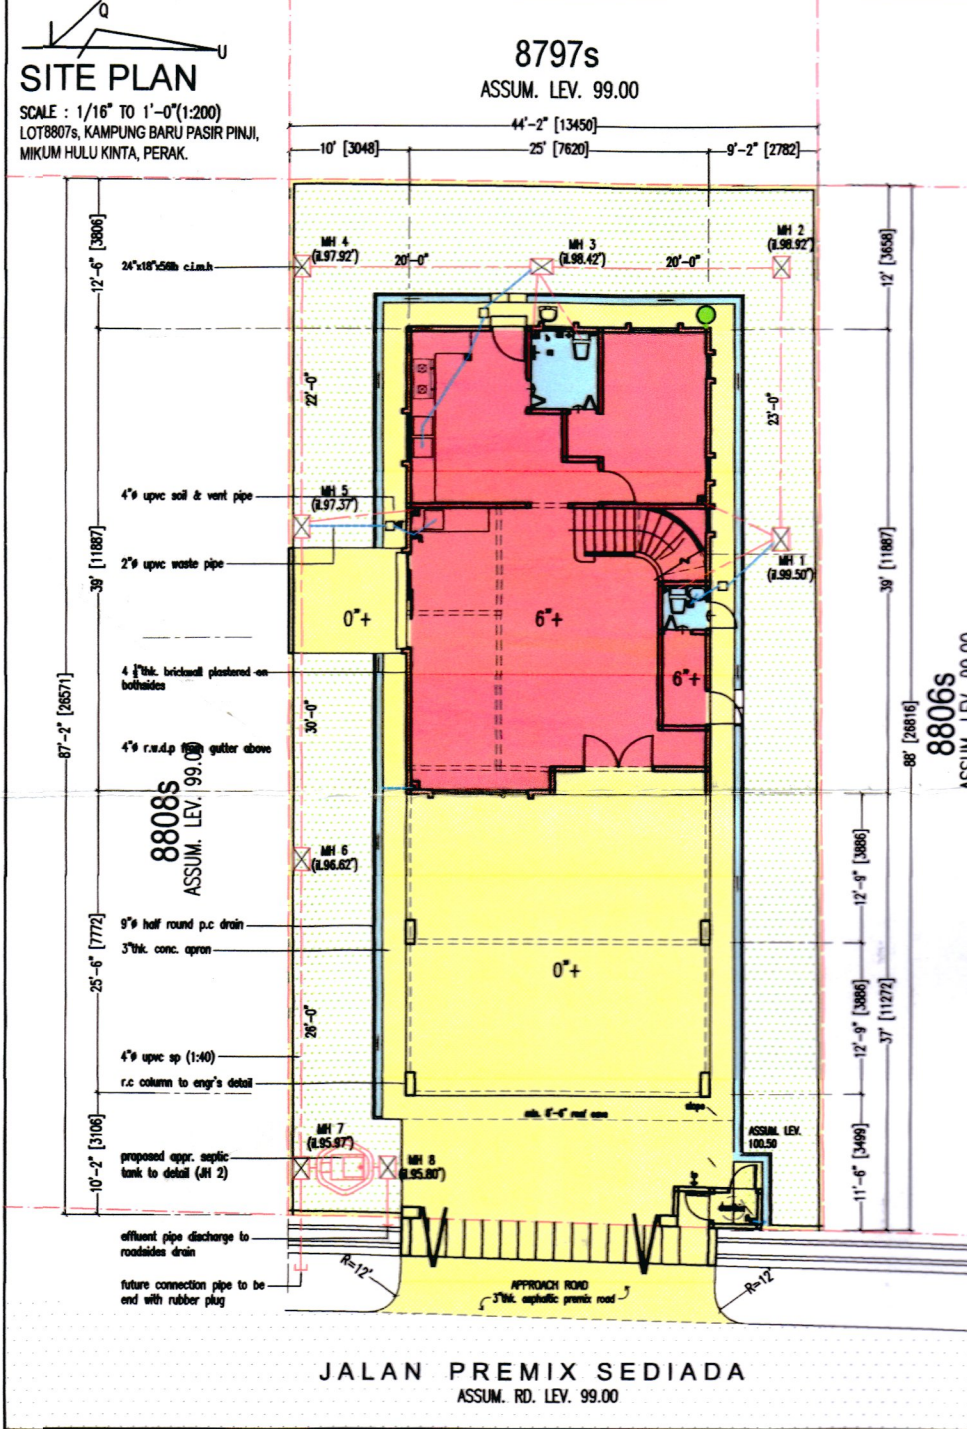 Q
U
SITE PLAN
SCALE : 1/16" TO 1'-0"(1:200)
LOT8807s, KAMPUNG BARU PASIR PINJI,
MIKUM HULU KINTA, PERAK.
8797s
ASSUM. LEV. 99.00
44'-2" [13450]
10' [3048]
25' [7620]
9'-2" [2782]
12'-6" [3806]
24"x18"x56lb c.i.m.h
MH 4
(il.97.92")
20'-0"
MH 3
(il.98.42")
20'-0"
MH 2
(il.98.92")
12' [3658]
22'-0"
23'-0"
4"ø upvc soil & vent pipe
MH 5
(il.97.37")
2"ø upvc waste pipe
MH 1
(il.99.50")
39' [11887]
39' [11887]
0"+
6"+
6"+
4 ½"thk. brickwall plastered on
bothsides
87'-2" [26571]
30'-0"
88' [26816]
8806s
4"ø r.w.d.p from gutter above
8808s
ASSUM. LEV. 99.00
MH 6
(il.96.62")
12'-9" [3886]
9"ø half round p.c drain
3"thk. conc. apron
25'-6" [7772]
0"+
12'-9" [3886]
37' [11272]
26'-0"
4"ø upvc sp (1:40)
r.c column to engr's detail
slope
ASSUM. LEV.
100.50
MH 7
(il.95.97")
10'-2" [3106]
proposed appr. septic
tank to detail (JH 2)
MH 8
(il.95.80")
11'-6" [3499]
effluent pipe discharge to
roadsides drain
R=12'
R=12'
future connection pipe to be
end with rubber plug
APPROACH ROAD
3"thk. asphaltic premix road
JALAN PREMIX SEDIADA
ASSUM. RD. LEV. 99.00